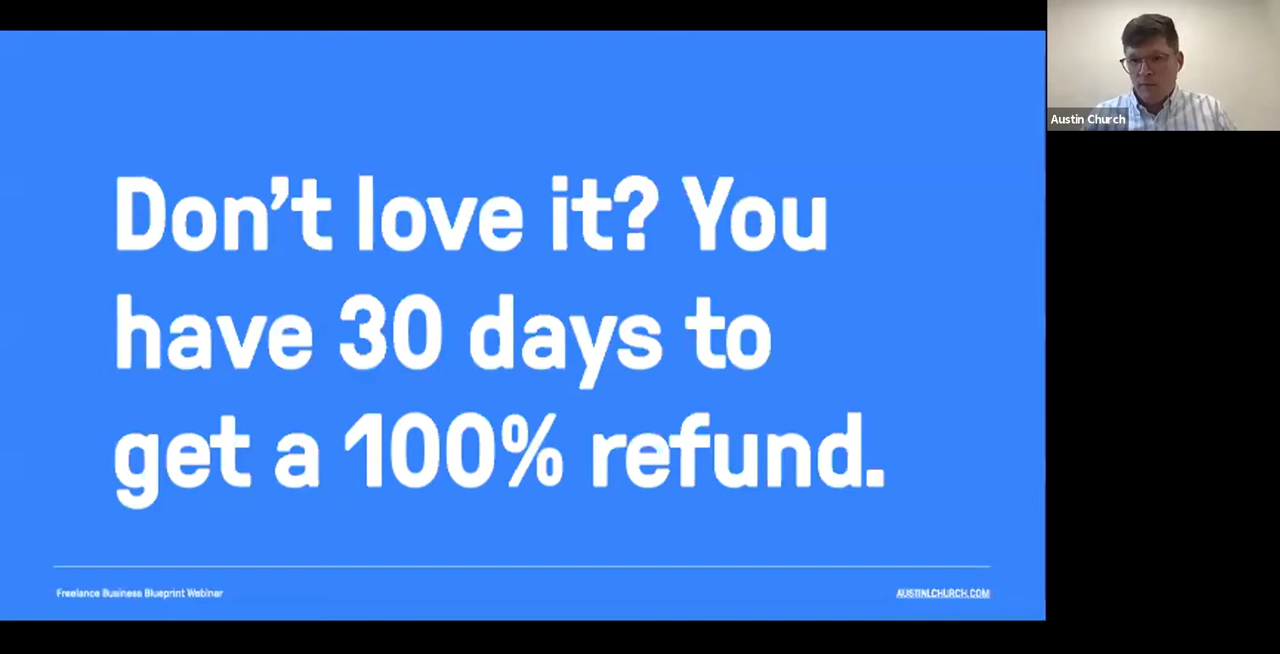 Don’t love it? You
have 30 days to
get a 100% refund.
Freelance Business Blueprint Webinar
AUSTINLCHURCH.COM
Austin Church